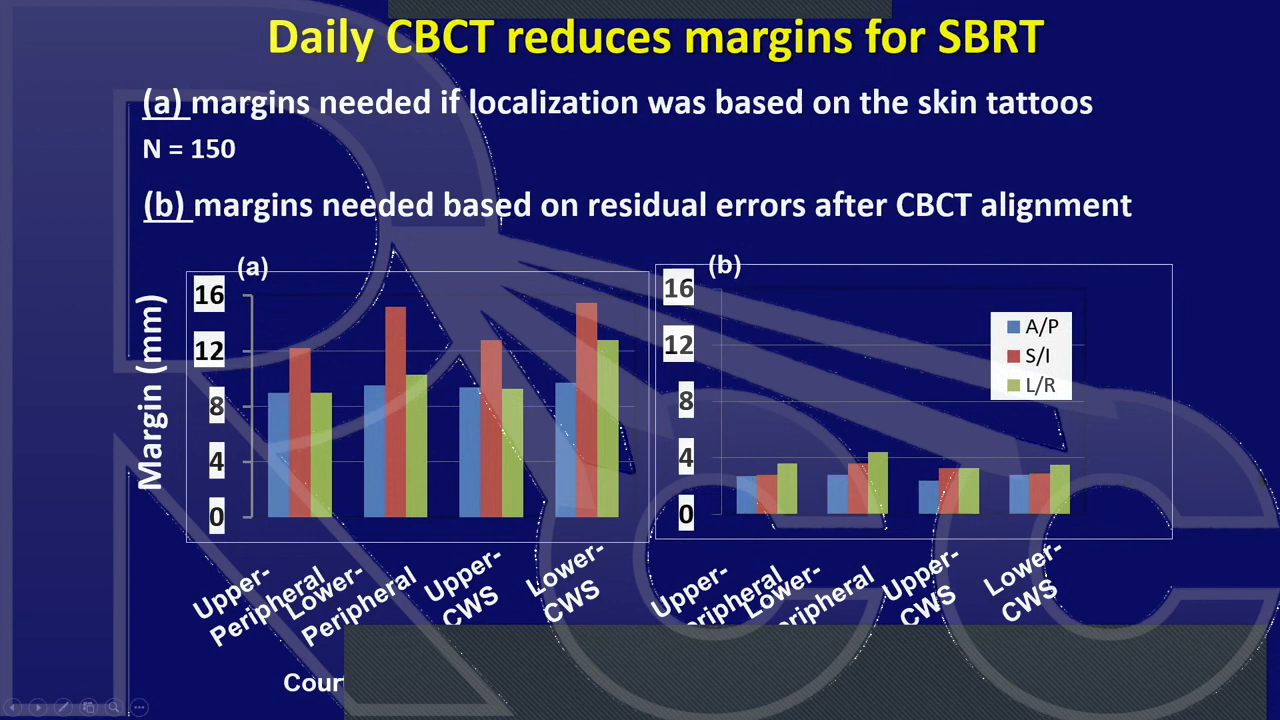 Daily CBCT reduces margins for SBRT
(a) margins needed if localization was based on the skin tattoos
N = 150
(b) margins needed based on residual errors after CBCT alignment
(a)
Margin (mm)
16
12
8
4
0
Upper-
Peripheral
Lower-
Peripheral
Upper-
CWS
Lower-
CWS
(b)
16
12
8
4
0
A/P
S/I
L/R
Upper-
Lower-
Upper-
CWS
Lower-
CWS